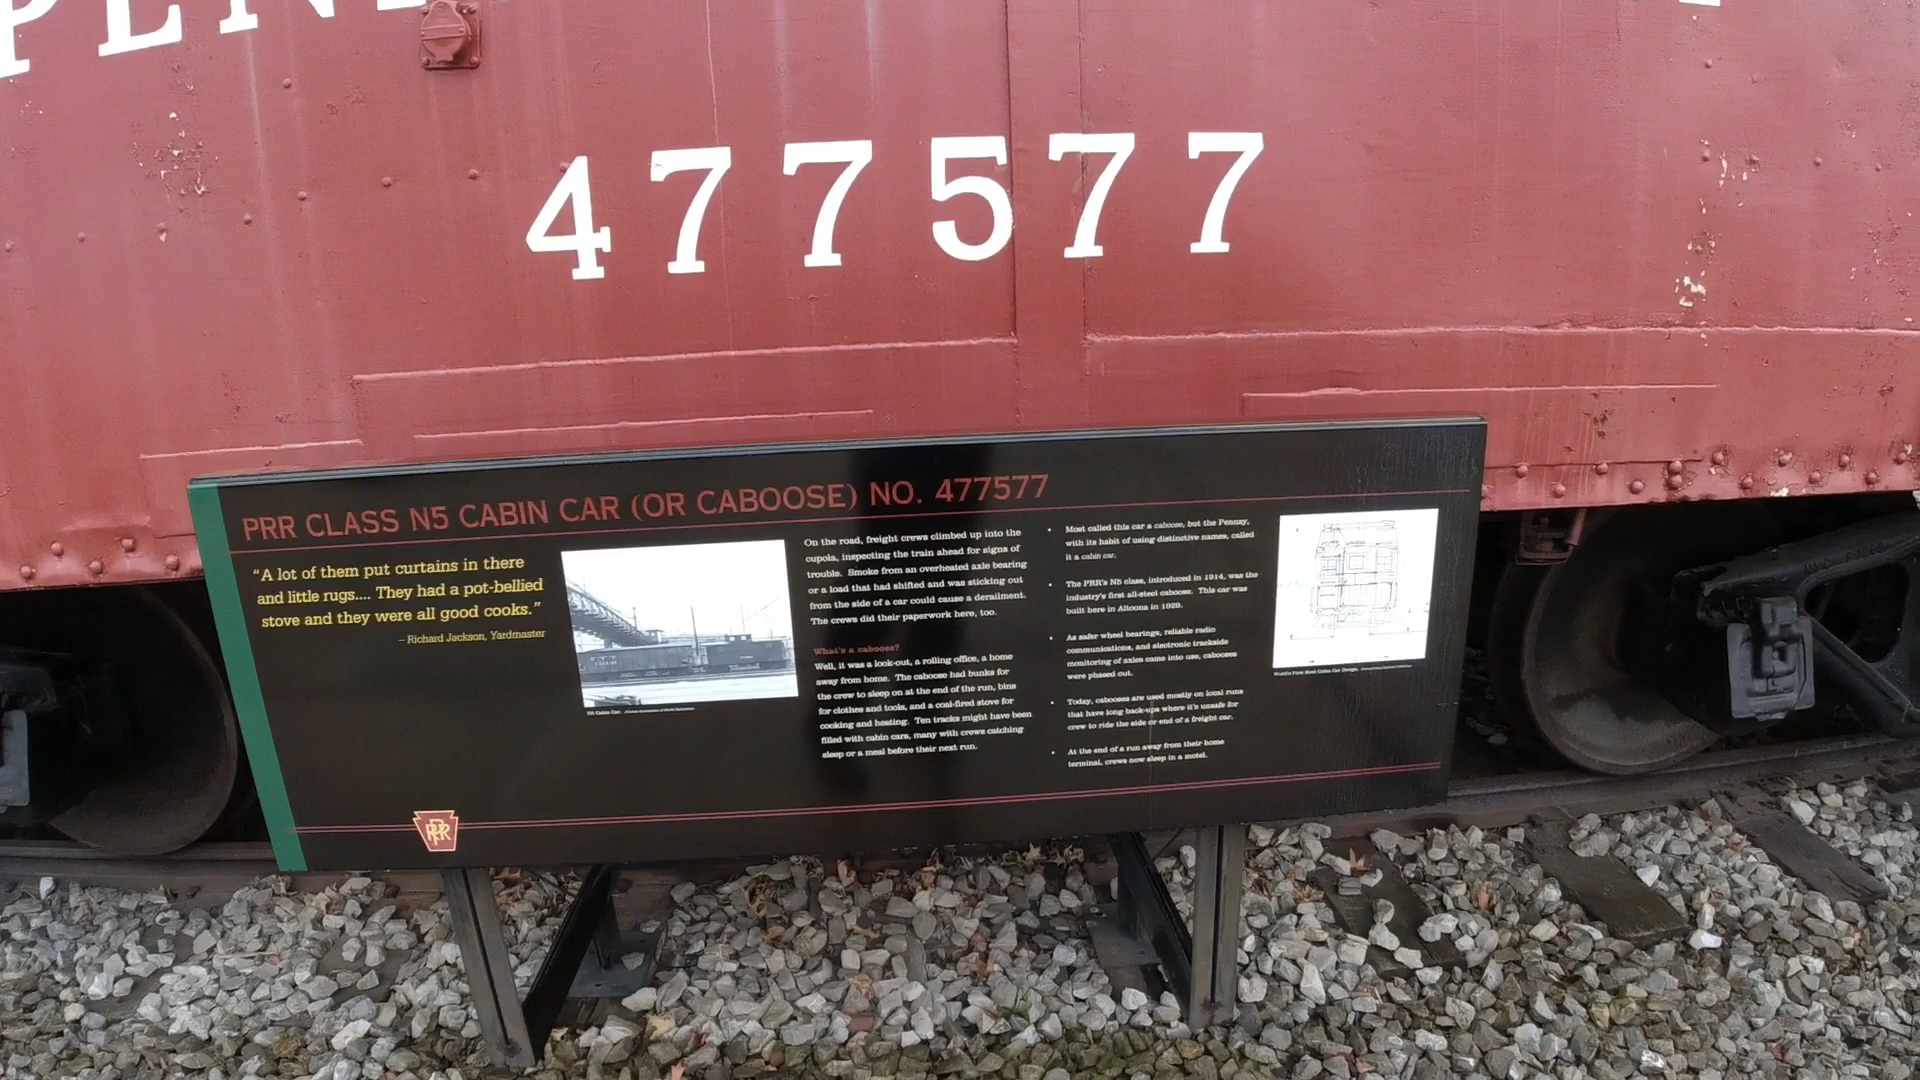 PENN
477577
PRR CLASS N5 CABIN CAR (OR CABOOSE) NO. 477577
"A lot of them put curtains in there
and little rugs.... They had a pot-bellied
stove and they were all good cooks."
– Richard Jackson, Yardmaster
N5 Cabin Car.
On the road, freight crews climbed up into the
cupola, inspecting the train ahead for signs of
trouble. Smoke from an overheated axle bearing
or a load that had shifted and was sticking out
from the side of a car could cause a derailment.
The crews did their paperwork here, too.
What's a caboose?
Well, it was a look-out, a rolling office, a home
away from home. The caboose had bunks for
the crew to sleep on at the end of the run, bins
for clothes and tools, and a coal-fired stove for
cooking and heating. Ten tracks might have been
filled with cabin cars, many with crews catching
sleep or a meal before their next run.
• Most called this car a caboose, but the Pennsy,
with its habit of using distinctive names, called
it a cabin car.
• The PRR's N5 class, introduced in 1914, was the
industry's first all-steel caboose. This car was
built here in Altoona in 1929.
• As safer wheel bearings, reliable radio
communications, and electronic trackside
monitoring of axles came into use, cabooses
were phased out.
• Today, cabooses are used mostly on local runs
that have long back-ups where it's unsafe for
crew to ride the side or end of a freight car.
• At the end of a run away from their home
terminal, crews now sleep in a motel.
World's First Steel Cabin Car Design.
PRR